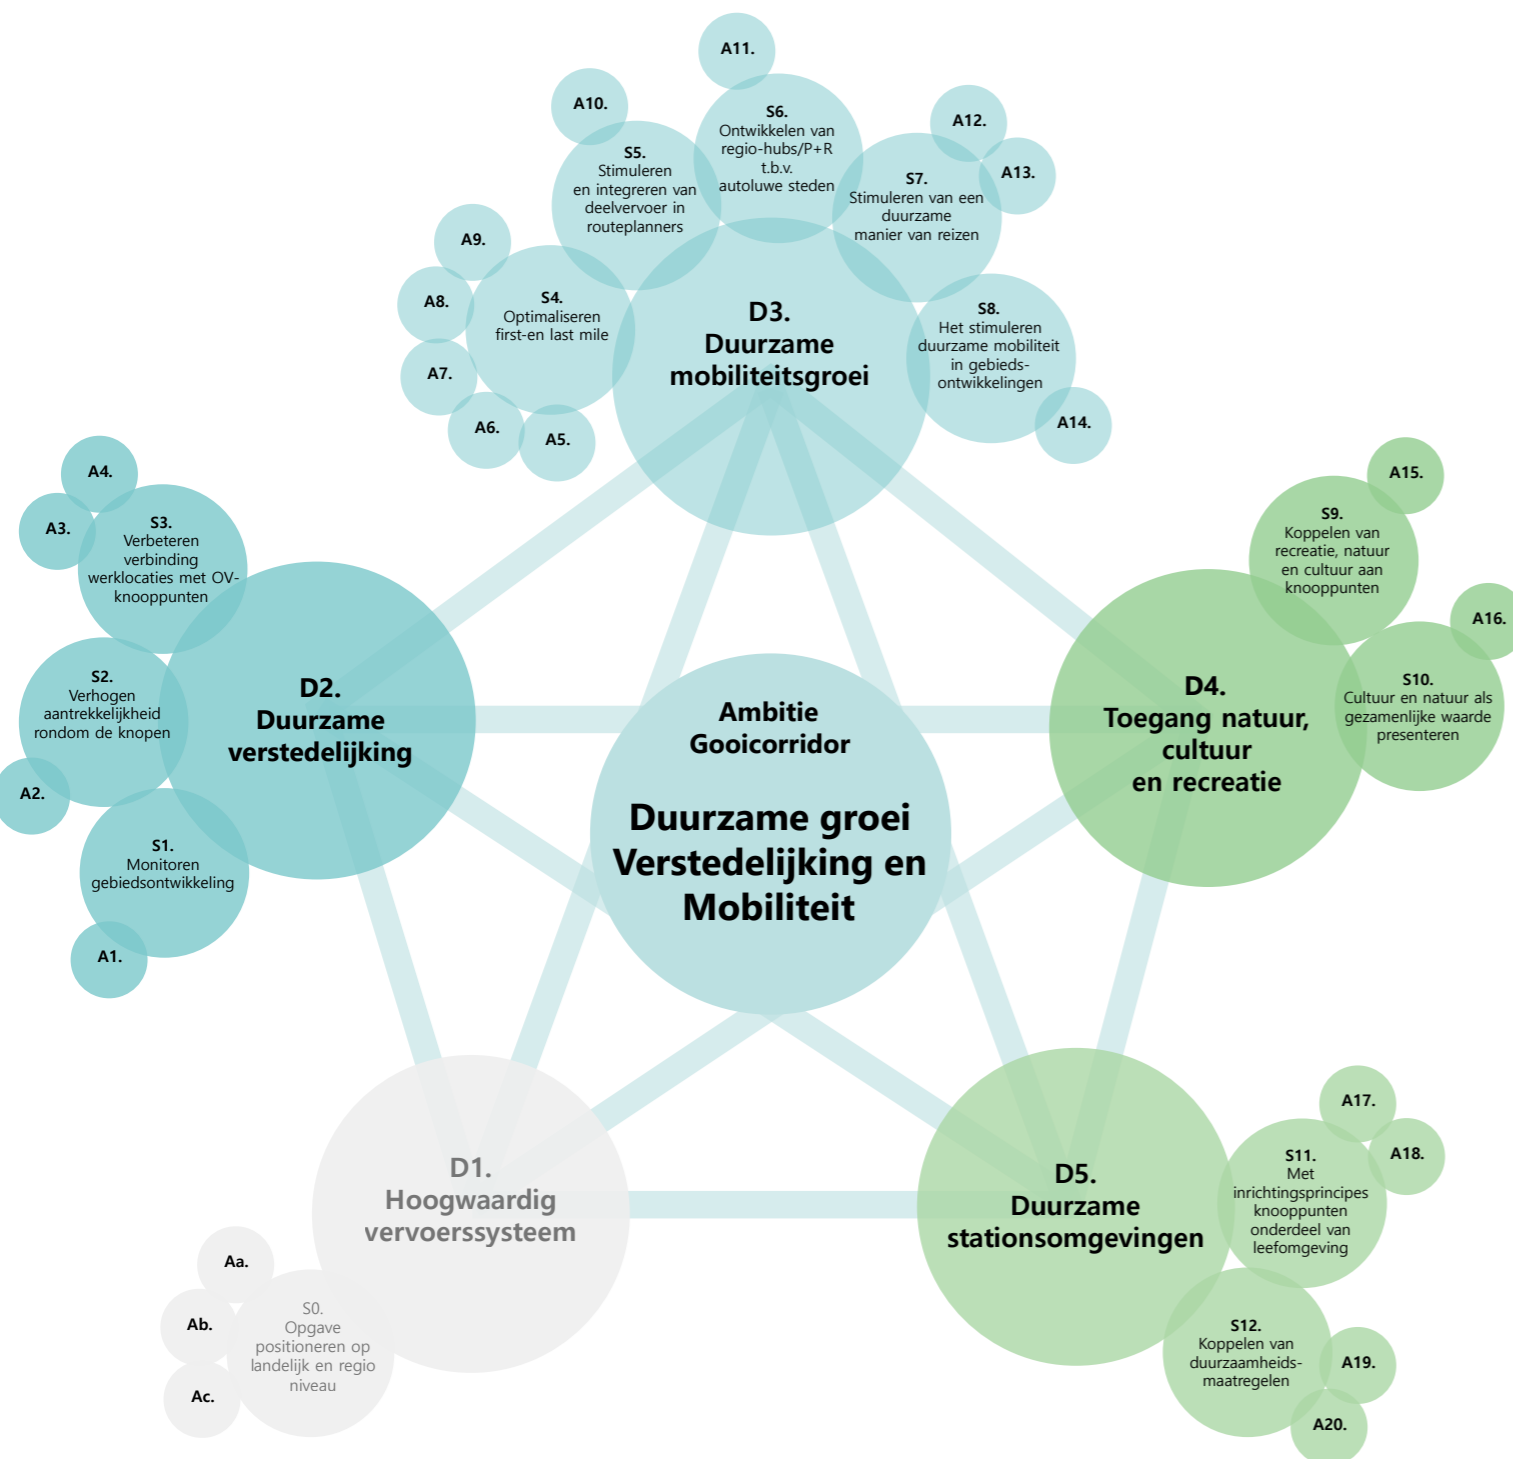 Ambitie
Gooicorridor
Duurzame groei
Verstedelijking en
Mobiliteit
D1.
Hoogwaardig
vervoerssysteem
S0.
Opgave
positioneren op
landelijk en regio
niveau
Aa.
Ab.
Ac.
D2.
Duurzame
verstedelijking
S1.
Monitoren
gebiedsontwikkeling
A1.
S2.
Verhogen
aantrekkelijkheid
rondom de knopen
A2.
S3.
Verbeteren
verbinding
werklocaties met OV-
knooppunten
A3.
A4.
D3.
Duurzame
mobiliteitsgroei
S4.
Optimaliseren
first-en last mile
A5.
A6.
A7.
A8.
A9.
S5.
Stimuleren
en integreren van
deelvervoer in
routeplanners
A10.
S6.
Ontwikkelen van
regio-hubs/P+R
t.b.v.
autoluwe steden
A11.
S7.
Stimuleren van een
duurzame
manier van reizen
A12.
A13.
S8.
Het stimuleren
duurzame mobiliteit
in gebieds-
ontwikkelingen
A14.
D4.
Toegang natuur,
cultuur
en recreatie
S9.
Koppelen van
recreatie, natuur
en cultuur aan
knooppunten
A15.
S10.
Cultuur en natuur als
gezamenlijke waarde
presenteren
A16.
D5.
Duurzame
stationsomgevingen
S11.
Met
inrichtingsprincipes
knooppunten
onderdeel van
leefomgeving
A17.
A18.
S12.
Koppelen van
duurzaamheids-
maatregelen
A19.
A20.